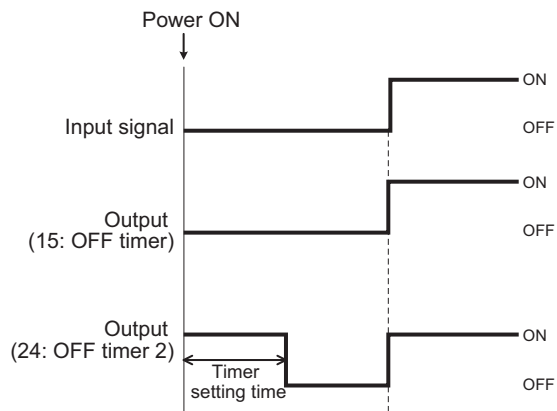 Power ON
ON
Input signal
OFF
ON
Output
(15: OFF timer)
OFF
Output
(24: OFF timer 2)
ON
Timer
setting time
OFF